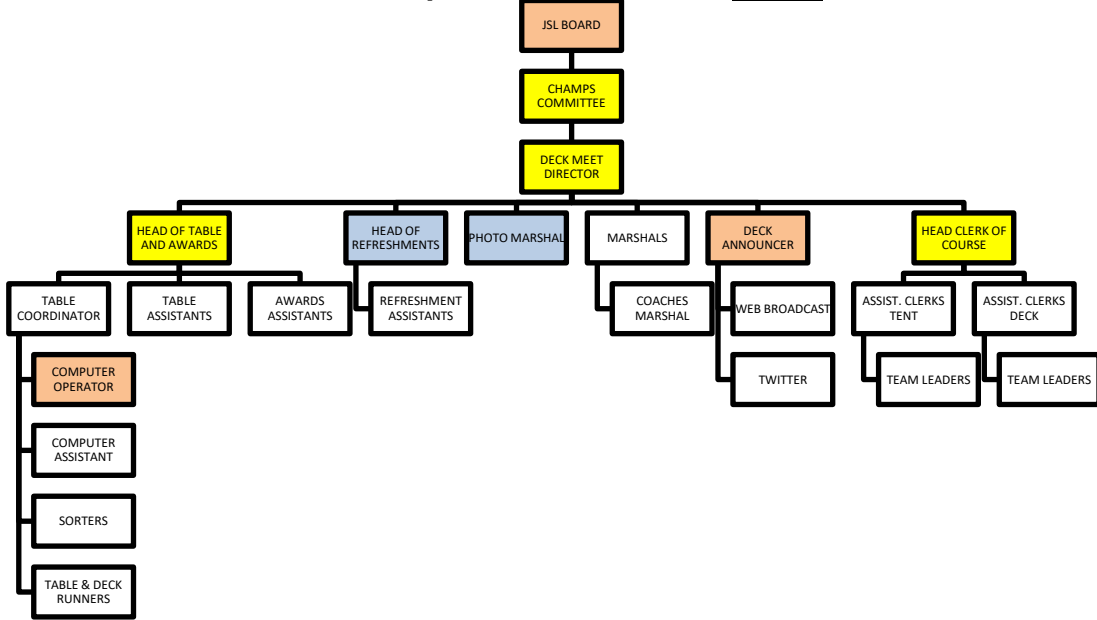 JSL BOARD
CHAMPS
COMMITTEE
DECK MEET
DIRECTOR
HEAD OF TABLE
AND AWARDS
HEAD OF
REFRESHMENTS
PHOTO MARSHAL
MARSHALS
DECK
ANNOUNCER
HEAD CLERK OF
COURSE
TABLE
COORDINATOR
TABLE
ASSISTANTS
AWARDS
ASSISTANTS
REFRESHMENT
ASSISTANTS
COACHES
MARSHAL
WEB BROADCAST
ASSIST. CLERKS
TENT
ASSIST. CLERKS
DECK
COMPUTER
OPERATOR
TWITTER
TEAM LEADERS
TEAM LEADERS
COMPUTER
ASSISTANT
SORTERS
TABLE & DECK
RUNNERS